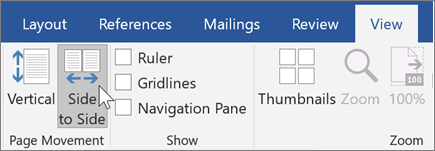 Layout References Mailings Review View
Vertical Side to Side
Ruler
Gridlines
Navigation Pane
Thumbnails Zoom 100% 100
Page Movement Show Zoom